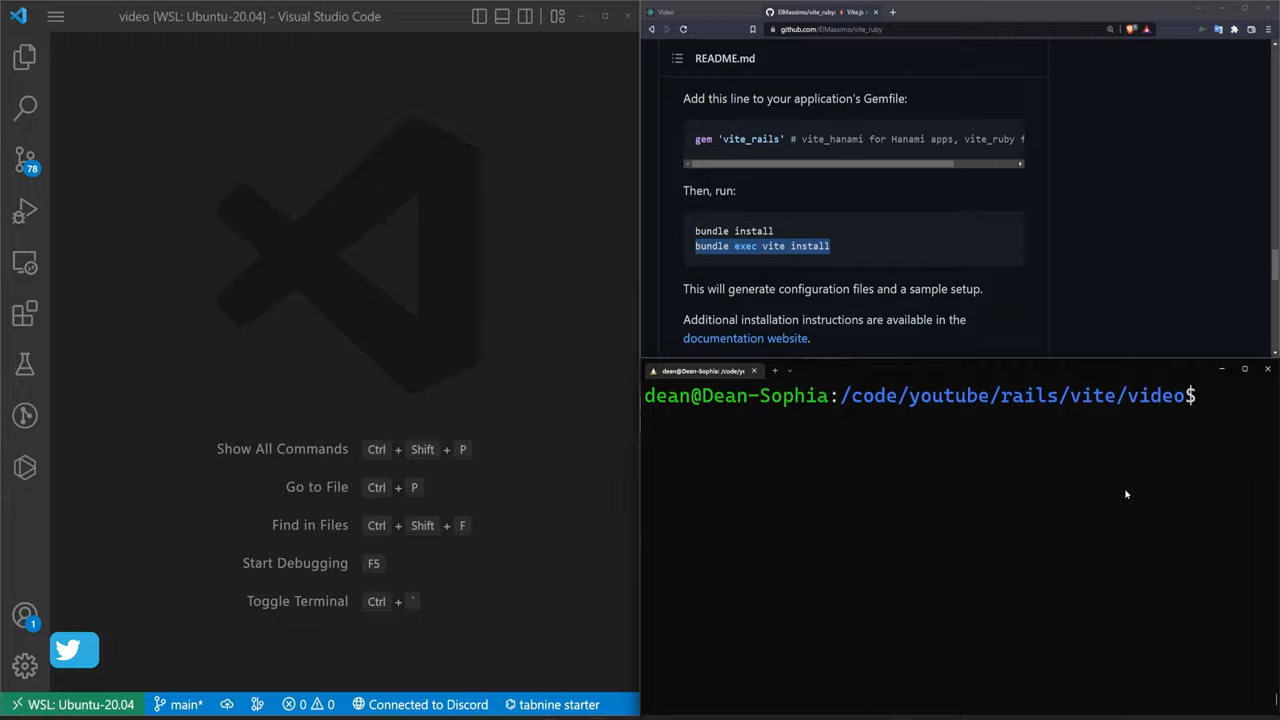 video [WSL: Ubuntu-20.04] - Visual Studio Code
78
Show All Commands Ctrl + Shift + P
Go to File Ctrl + P
Find in Files Ctrl + Shift + F
Start Debugging F5
Toggle Terminal Ctrl + `
1
WSL: Ubuntu-20.04 main* 0 0 Connected to Discord tabnine starter
Video
ElMassimo/vite_ruby: Vite.js
github.com/ElMassimo/vite_ruby
README.md
Add this line to your application's Gemfile:
gem 'vite_rails' # vite_hanami for Hanami apps, vite_ruby f
Then, run:
bundle install
bundle exec vite install
This will generate configuration files and a sample setup.
Additional installation instructions are available in the
documentation website.
dean@Dean-Sophia: /code/yc
dean@Dean-Sophia:/code/youtube/rails/vite/video$